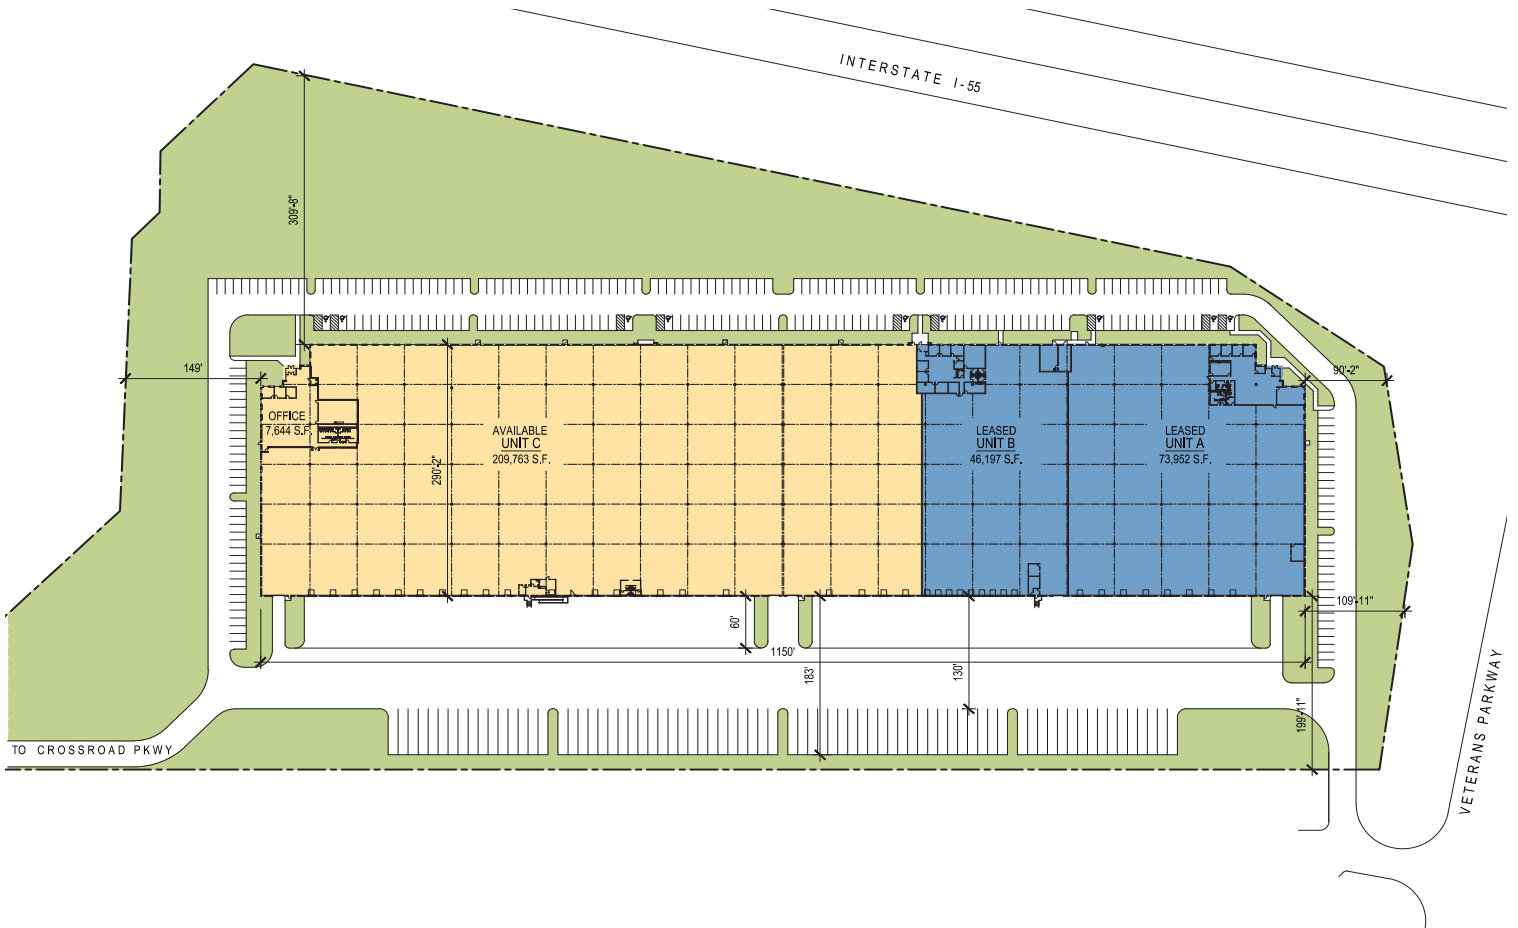 INTERSTATE I-55
309'-8"
149'
90'-2"
OFFICE
7,644 S.F.
AVAILABLE
UNIT C
209,763 S.F.
290'-2"
LEASED
UNIT B
46,197 S.F.
LEASED
UNIT A
73,952 S.F.
109'-11"
60'
1150'
183'
130'
199'-11"
TO CROSSROAD PKWY
VETERANS PARKWAY